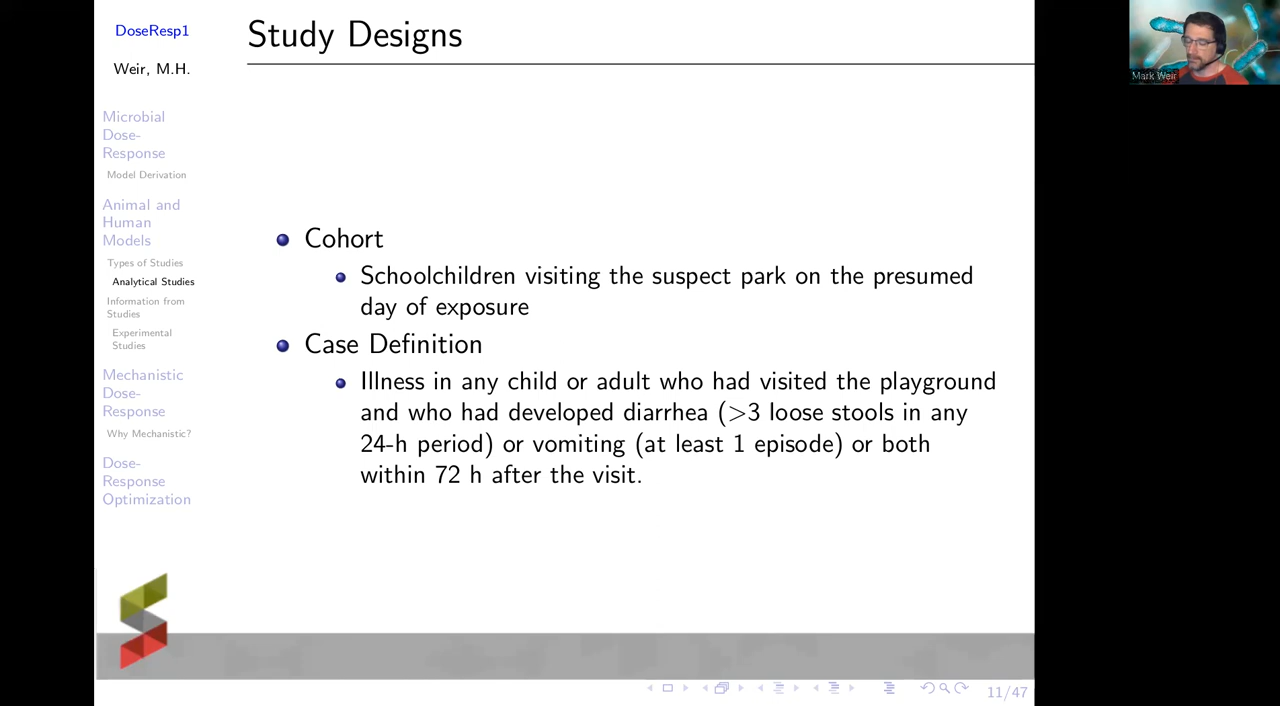 DoseResp1
Weir, M.H.
Microbial
Dose-
Response
Model Derivation
Animal and
Human
Models
Types of Studies
Analytical Studies
Information from
Studies
Experimental
Studies
Mechanistic
Dose-
Response
Why Mechanistic?
Dose-
Response
Optimization
Study Designs
Cohort
Schoolchildren visiting the suspect park on the presumed
day of exposure
Case Definition
Illness in any child or adult who had visited the playground
and who had developed diarrhea (>3 loose stools in any
24-h period) or vomiting (at least 1 episode) or both
within 72 h after the visit.
11/47
Mark Weir